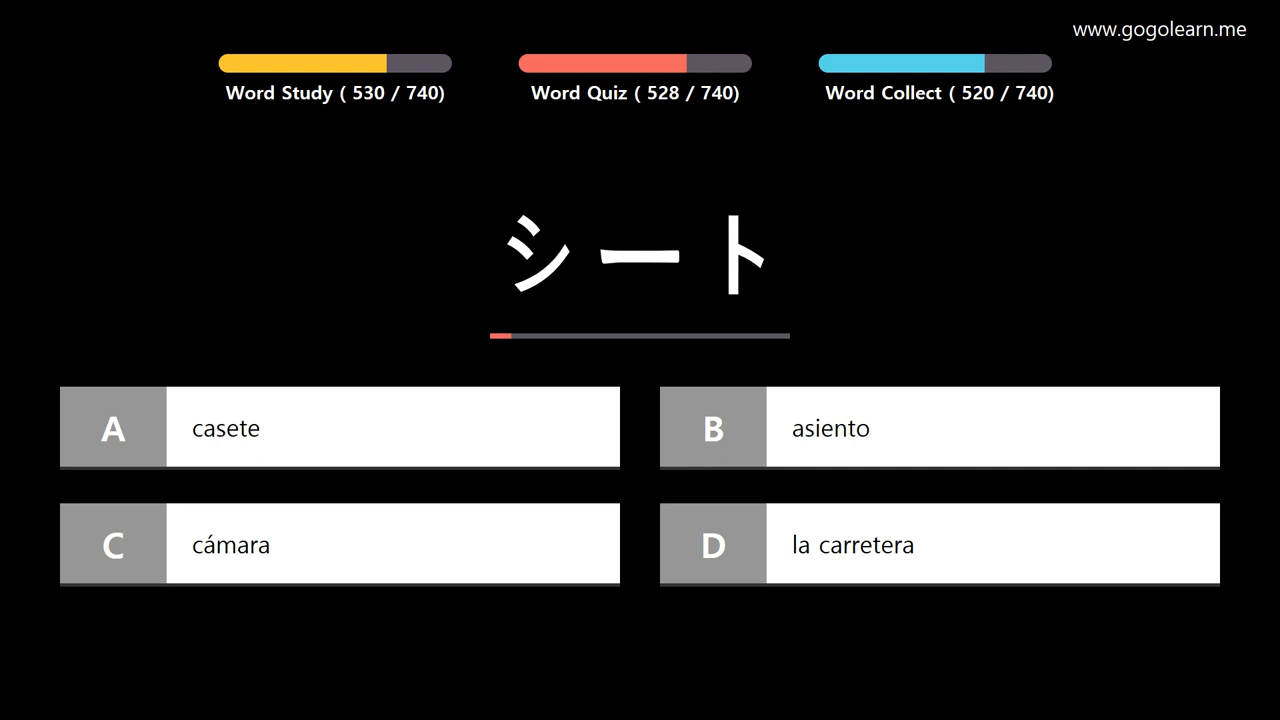 www.gogolearn.me
Word Study ( 530 / 740)
Word Quiz ( 528 / 740)
Word Collect ( 520 / 740)
シート
A casete
B asiento
C cámara
D la carretera